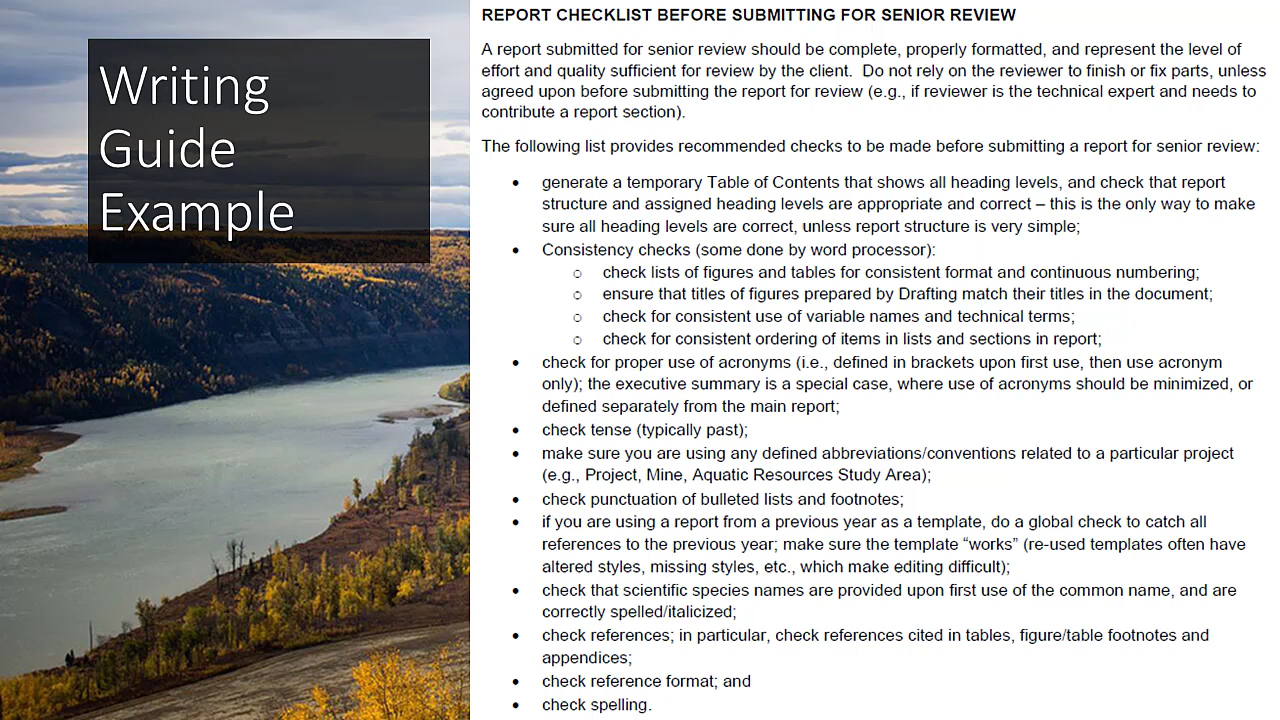 Writing
Guide
Example
REPORT CHECKLIST BEFORE SUBMITTING FOR SENIOR REVIEW
A report submitted for senior review should be complete, properly formatted, and represent the level of
effort and quality sufficient for review by the client.  Do not rely on the reviewer to finish or fix parts, unless
agreed upon before submitting the report for review (e.g., if reviewer is the technical expert and needs to
contribute a report section).
The following list provides recommended checks to be made before submitting a report for senior review:
• generate a temporary Table of Contents that shows all heading levels, and check that report
structure and assigned heading levels are appropriate and correct – this is the only way to make
sure all heading levels are correct, unless report structure is very simple;
• Consistency checks (some done by word processor):
○ check lists of figures and tables for consistent format and continuous numbering;
○ ensure that titles of figures prepared by Drafting match their titles in the document;
○ check for consistent use of variable names and technical terms;
○ check for consistent ordering of items in lists and sections in report;
• check for proper use of acronyms (i.e., defined in brackets upon first use, then use acronym
only); the executive summary is a special case, where use of acronyms should be minimized, or
defined separately from the main report;
• check tense (typically past);
• make sure you are using any defined abbreviations/conventions related to a particular project
(e.g., Project, Mine, Aquatic Resources Study Area);
• check punctuation of bulleted lists and footnotes;
• if you are using a report from a previous year as a template, do a global check to catch all
references to the previous year; make sure the template “works” (re-used templates often have
altered styles, missing styles, etc., which make editing difficult);
• check that scientific species names are provided upon first use of the common name, and are
correctly spelled/italicized;
• check references; in particular, check references cited in tables, figure/table footnotes and
appendices;
• check reference format; and
• check spelling.